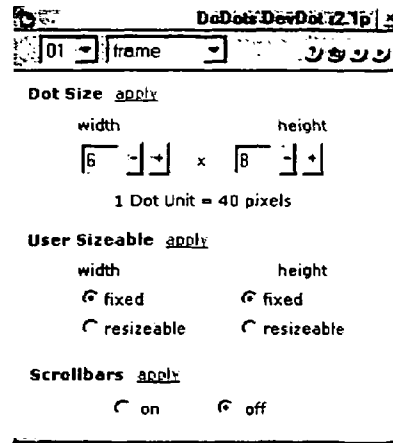 DoDots DevDot r2.1p
01 frame
Dot Size apply
width height
6 - + x 8 - +
1 Dot Unit = 40 pixels
User Sizeable apply
width height
fixed fixed
resizeable resizeable
Scrollbars apply
on off